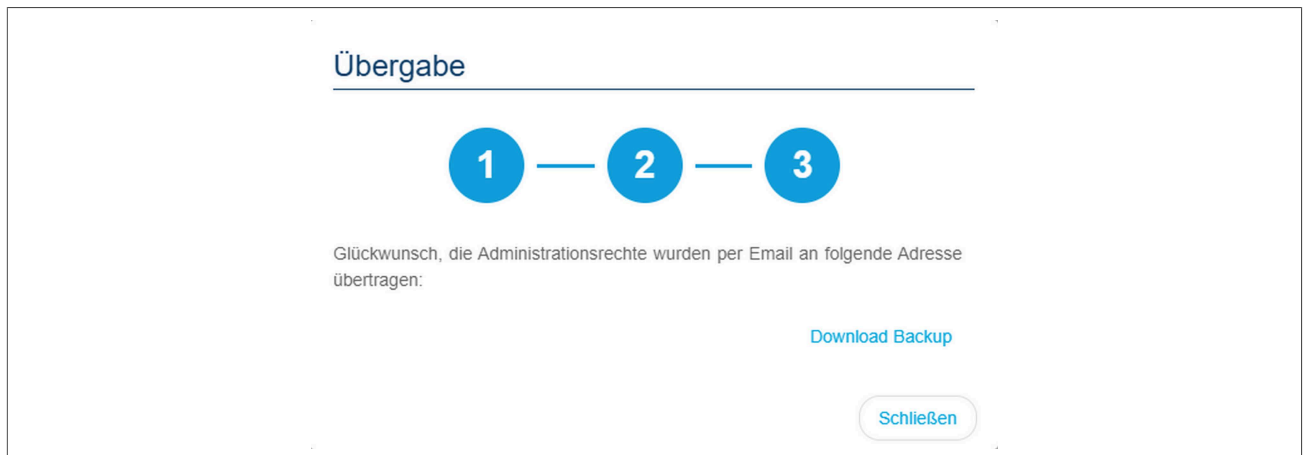 Übergabe
1 2 3
Glückwunsch, die Administrationsrechte wurden per Email an folgende Adresse
übertragen:
Download Backup
Schließen